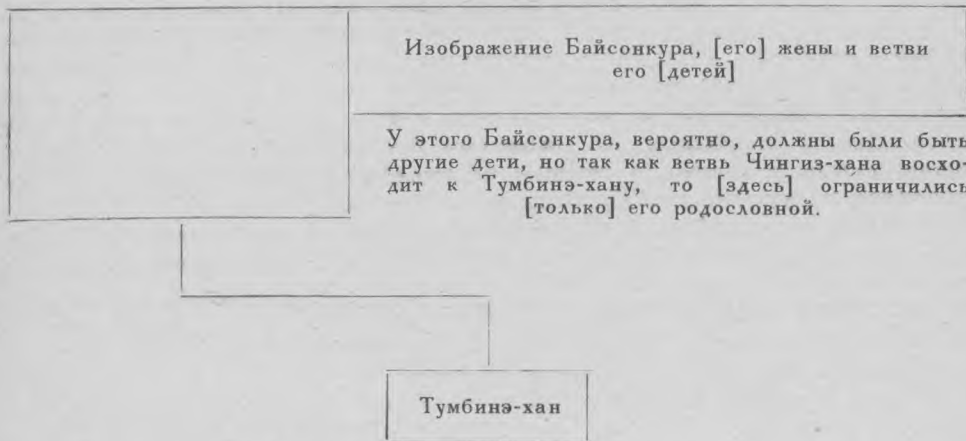 Изображение Байсонкура, [его] жены и ветви
его [детей]
У этого Байсонкура, вероятно, должны были быть
другие дети, но так как ветвь Чингиз-хана восхо-
дит к Тумбинэ-хану, то [здесь] ограничились
[только] его родословной.
Тумбинэ-хан